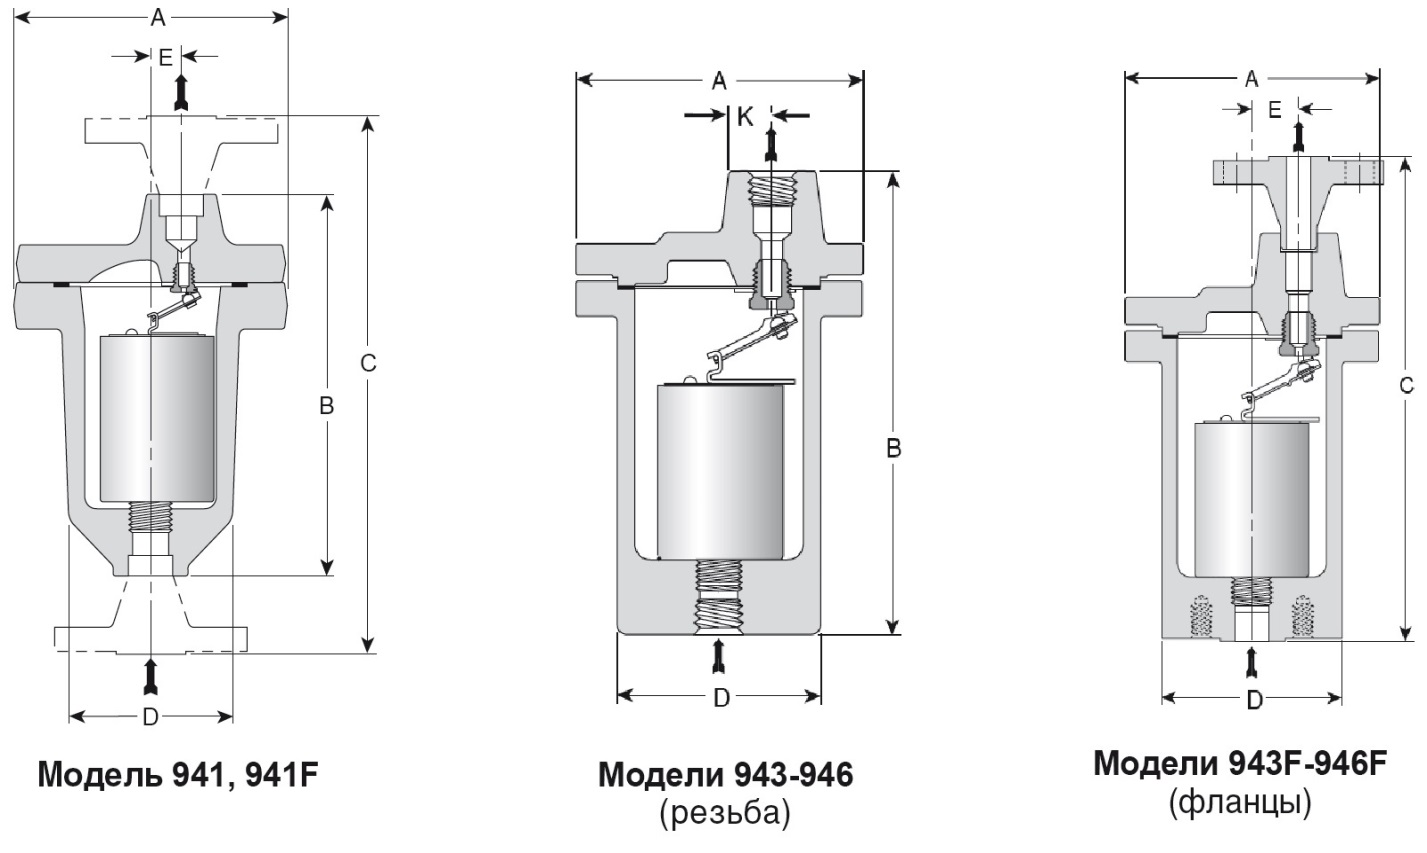 A
E
C
B
D
Модель 941, 941F
A
K
B
D
Модели 943-946
(резьба)
A
E
C
D
Модели 943F-946F
(фланцы)